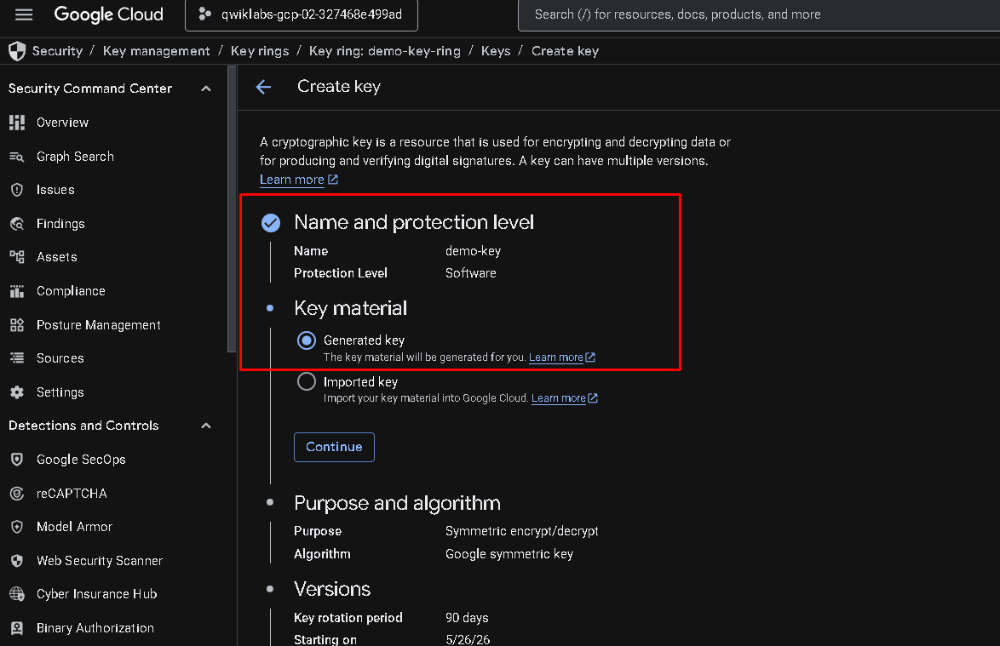 Google Cloud
qwiklabs-gcp-02-327468e499ad
Search (/) for resources, docs, products, and more
Security / Key management / Key rings / Key ring: demo-key-ring / Keys / Create key
Security Command Center
Overview
Graph Search
Issues
Findings
Assets
Compliance
Posture Management
Sources
Settings
Detections and Controls
Google SecOps
reCAPTCHA
Model Armor
Web Security Scanner
Cyber Insurance Hub
Binary Authorization
Create key
A cryptographic key is a resource that is used for encrypting and decrypting data or
for producing and verifying digital signatures. A key can have multiple versions.
Learn more
Name and protection level
Name demo-key
Protection Level Software
Key material
Generated key
The key material will be generated for you. Learn more
Imported key
Import your key material into Google Cloud. Learn more
Continue
Purpose and algorithm
Purpose Symmetric encrypt/decrypt
Algorithm Google symmetric key
Versions
Key rotation period 90 days
Starting on 5/26/26